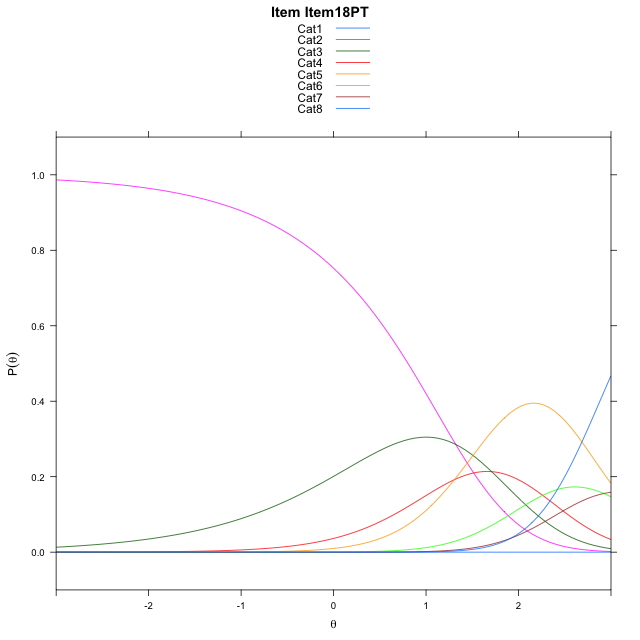 Item Item18PT
Cat1
Cat2
Cat3
Cat4
Cat5
Cat6
Cat7
Cat8
1.0
0.8
0.6
0.4
0.2
0.0
P(θ)
-2
-1
0
1
2
θ